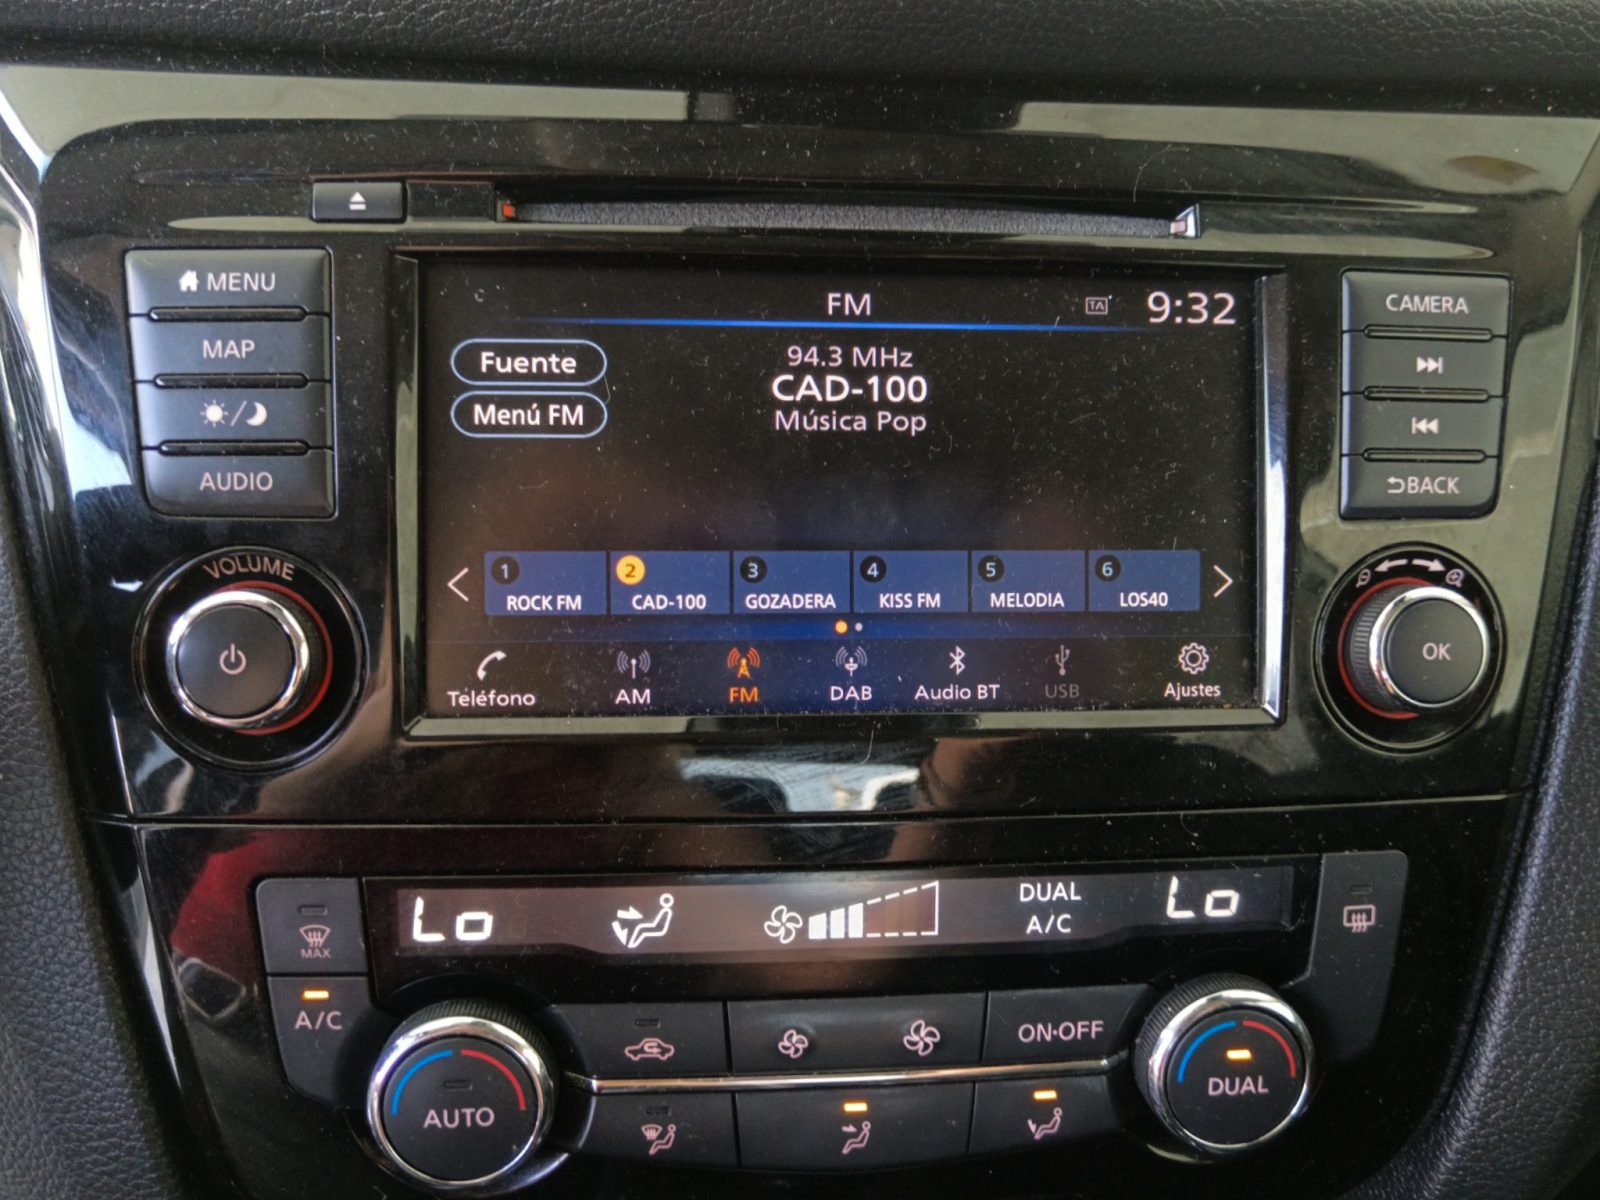 MENU
MAP
AUDIO
VOLUME
FM
TA
9:32
Fuente
Menú FM
94.3 MHz
CAD-100
Música Pop
1 2 3 4 5 6
ROCK FM CAD-100 GOZADERA KISS FM MELODIA LOS40
Teléfono AM FM DAB Audio BT USB Ajustes
CAMERA
BACK
OK
MAX
Lo
DUAL
A/C
Lo
A/C
AUTO
ON·OFF
DUAL